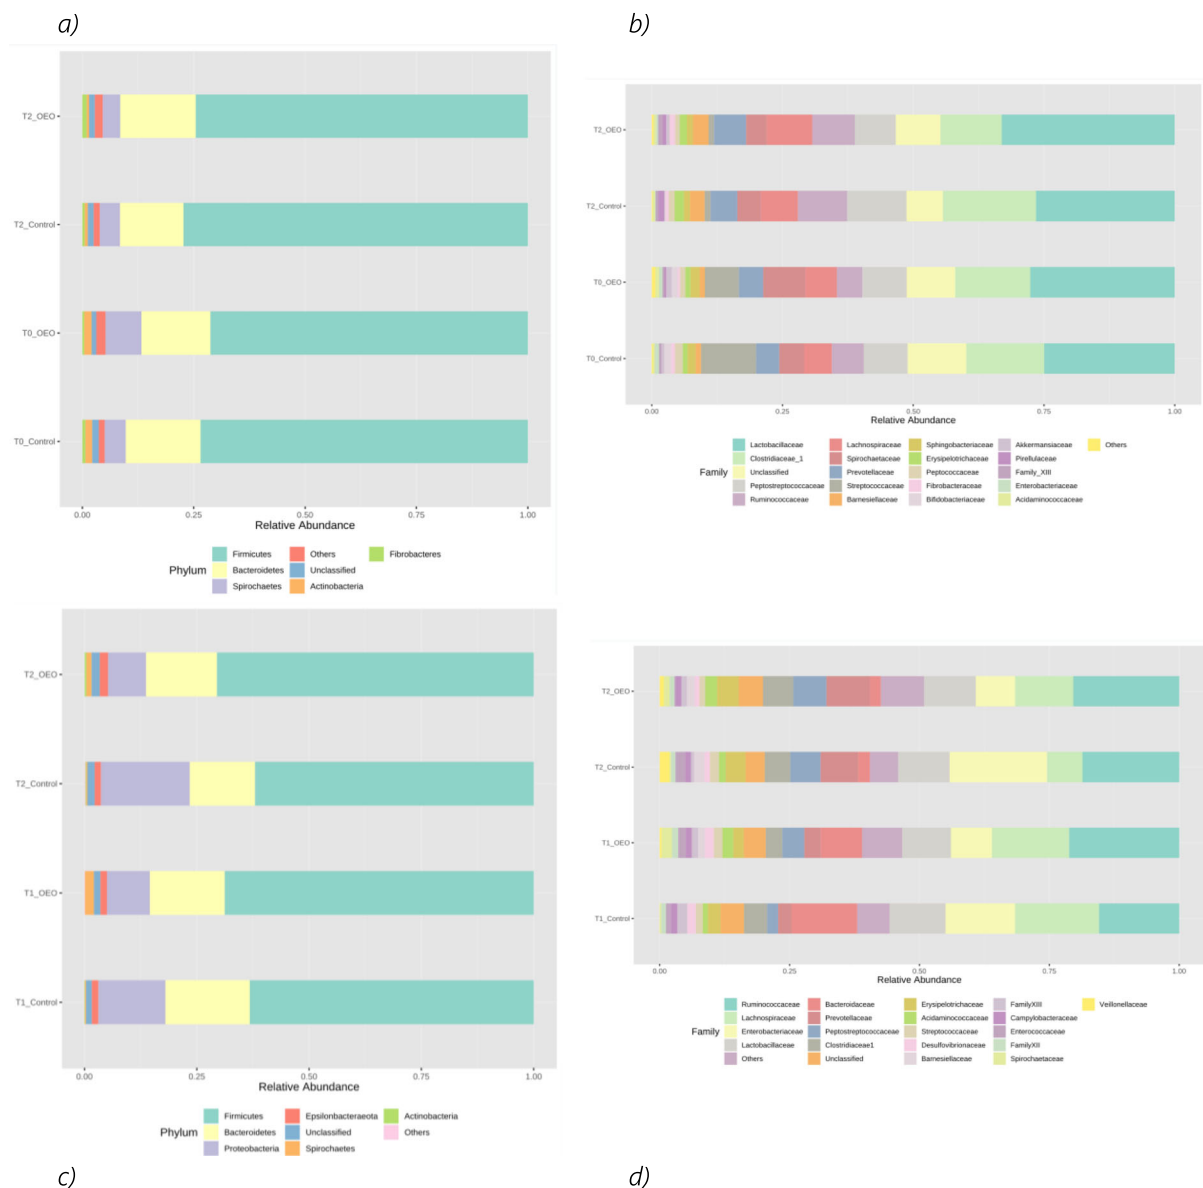 a)
b)
T2_OEO
T2_Control
T0_OEO
T0_Control
0.00 0.25 0.50 0.75 1.00
Relative Abundance
Phylum
Firmicutes Others Fibrobacteres
Bacteroidetes Unclassified
Spirochaetes Actinobacteria
T2_OEO
T2_Control
T0_OEO
T0_Control
0.00 0.25 0.50 0.75 1.00
Relative Abundance
Family
Lactobacillaceae Lachnospiraceae Sphingobacteriaceae Akkermansiaceae Others
Clostridiaceae_1 Spirochaetaceae Erysipelotrichaceae Pirellulaceae
Unclassified Prevotellaceae Peptococcaceae Family_XIII
Peptostreptococcaceae Streptococcaceae Fibrobacteraceae Enterobacteriaceae
Ruminococcaceae Barnesiellaceae Bifidobacteriaceae Acidaminococcaceae
T2_OEO
T2_Control
T1_OEO
T1_Control
0.00 0.25 0.50 0.75 1.00
Relative Abundance
Phylum
Firmicutes Epsilonbacteraeota Actinobacteria
Bacteroidetes Unclassified Others
Proteobacteria Spirochaetes
T2_OEO
T2_Control
T1_OEO
T1_Control
0.00 0.25 0.50 0.75 1.00
Relative Abundance
Family
Ruminococcaceae Bacteroidaceae Erysipelotrichaceae FamilyXIII Veillonellaceae
Lachnospiraceae Prevotellaceae Acidaminococcaceae Campylobacteraceae
Enterobacteriaceae Peptostreptococcaceae Streptococcaceae Enterococcaceae
Lactobacillaceae Clostridiaceae1 Desulfovibrionaceae FamilyXII
Others Unclassified Barnesiellaceae Spirochaetaceae
c)
d)